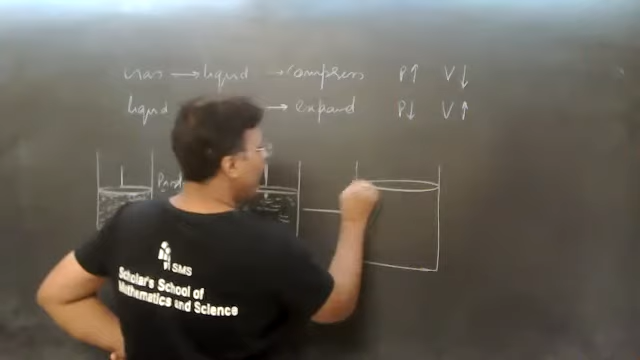 Gas → liquid → compress P↑ V↓
liquid → expand P↓ V↑
SMS
Scholar's School of
Mathematics and Science